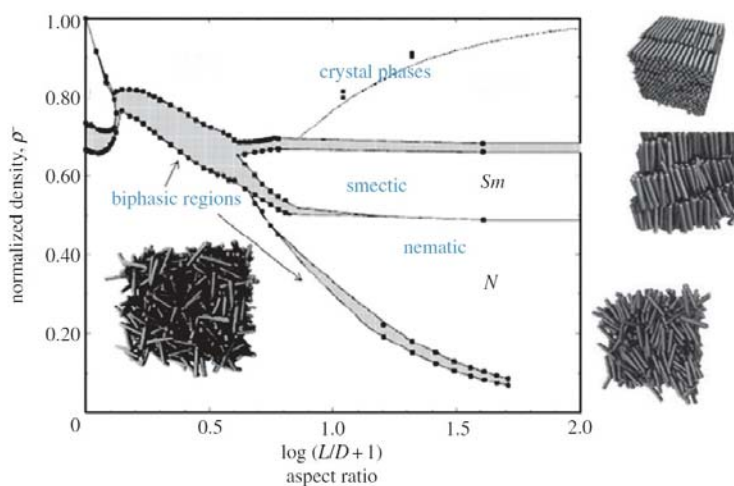 1.00
0.80
0.60
0.40
0.20
0
normalized density, ρ⁻
crystal phases
smectic
Sm
biphasic regions
nematic
N
0
0.5
1.0
1.5
2.0
log (L/D + 1)
aspect ratio